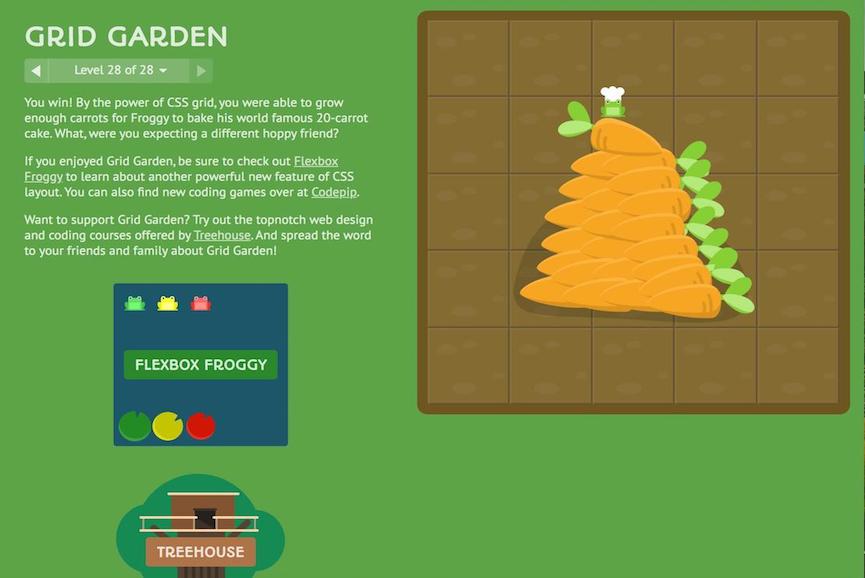 GRID GARDEN
Level 28 of 28
You win! By the power of CSS grid, you were able to grow
enough carrots for Froggy to bake his world famous 20-carrot
cake. What, were you expecting a different hoppy friend?
If you enjoyed Grid Garden, be sure to check out Flexbox
Froggy to learn about another powerful new feature of CSS
layout. You can also find new coding games over at Codepip.
Want to support Grid Garden? Try out the topnotch web design
and coding courses offered by Treehouse. And spread the word
to your friends and family about Grid Garden!
FLEXBOX FROGGY
TREEHOUSE